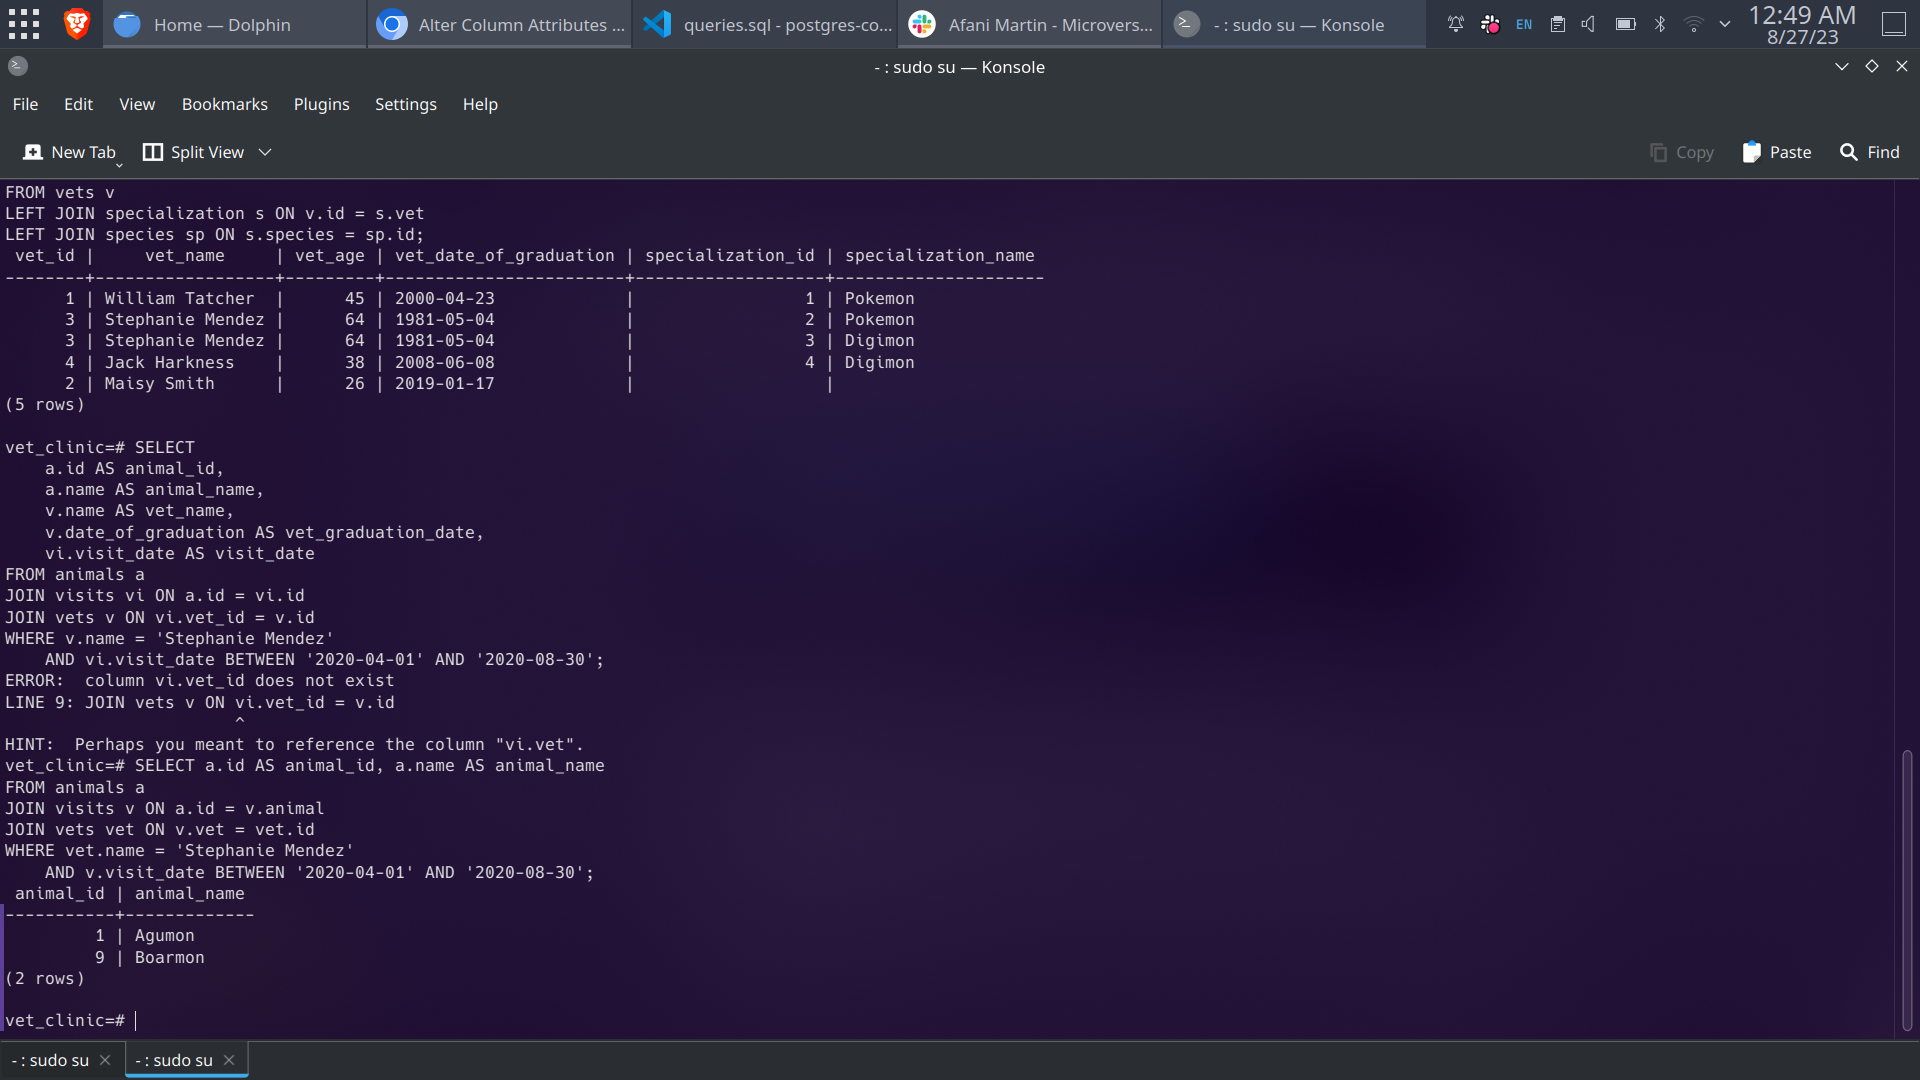 Home — Dolphin
Alter Column Attributes ...
queries.sql - postgres-co...
Afani Martin - Microvers...
- : sudo su — Konsole
EN
12:49 AM
8/27/23
- : sudo su — Konsole
File Edit View Bookmarks Plugins Settings Help
New Tab Split View Copy Paste Find
FROM vets v
LEFT JOIN specialization s ON v.id = s.vet
LEFT JOIN species sp ON s.species = sp.id;
 vet_id |     vet_name     | vet_age | vet_date_of_graduation | specialization_id | specialization_name
--------+------------------+---------+------------------------+-------------------+---------------------
      1 | William Tatcher  |      45 | 2000-04-23             |                 1 | Pokemon
      3 | Stephanie Mendez |      64 | 1981-05-04             |                 2 | Pokemon
      3 | Stephanie Mendez |      64 | 1981-05-04             |                 3 | Digimon
      4 | Jack Harkness    |      38 | 2008-06-08             |                 4 | Digimon
      2 | Maisy Smith      |      26 | 2019-01-17             |                   |
(5 rows)
vet_clinic=# SELECT
    a.id AS animal_id,
    a.name AS animal_name,
    v.name AS vet_name,
    v.date_of_graduation AS vet_graduation_date,
    vi.visit_date AS visit_date
FROM animals a
JOIN visits vi ON a.id = vi.id
JOIN vets v ON vi.vet_id = v.id
WHERE v.name = 'Stephanie Mendez'
    AND vi.visit_date BETWEEN '2020-04-01' AND '2020-08-30';
ERROR:  column vi.vet_id does not exist
LINE 9: JOIN vets v ON vi.vet_id = v.id
                       ^
HINT:  Perhaps you meant to reference the column "vi.vet".
vet_clinic=# SELECT a.id AS animal_id, a.name AS animal_name
FROM animals a
JOIN visits v ON a.id = v.animal
JOIN vets vet ON v.vet = vet.id
WHERE vet.name = 'Stephanie Mendez'
    AND v.visit_date BETWEEN '2020-04-01' AND '2020-08-30';
 animal_id | animal_name
-----------+-------------
         1 | Agumon
         9 | Boarmon
(2 rows)
vet_clinic=#
- : sudo su
- : sudo su